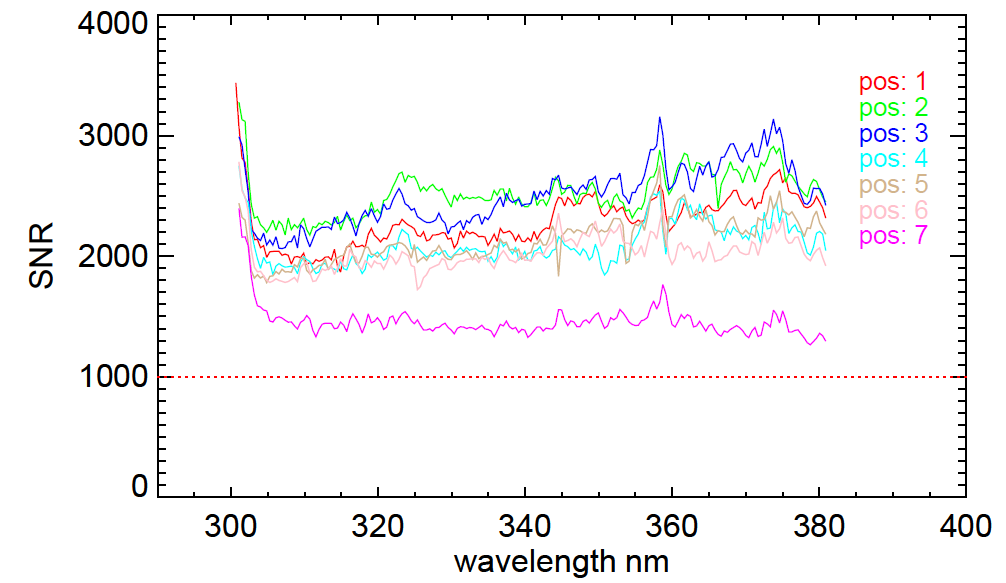 4000
3000
2000
1000
0
SNR
pos: 1
pos: 2
pos: 3
pos: 4
pos: 5
pos: 6
pos: 7
300 320 340 360 380 400
wavelength nm